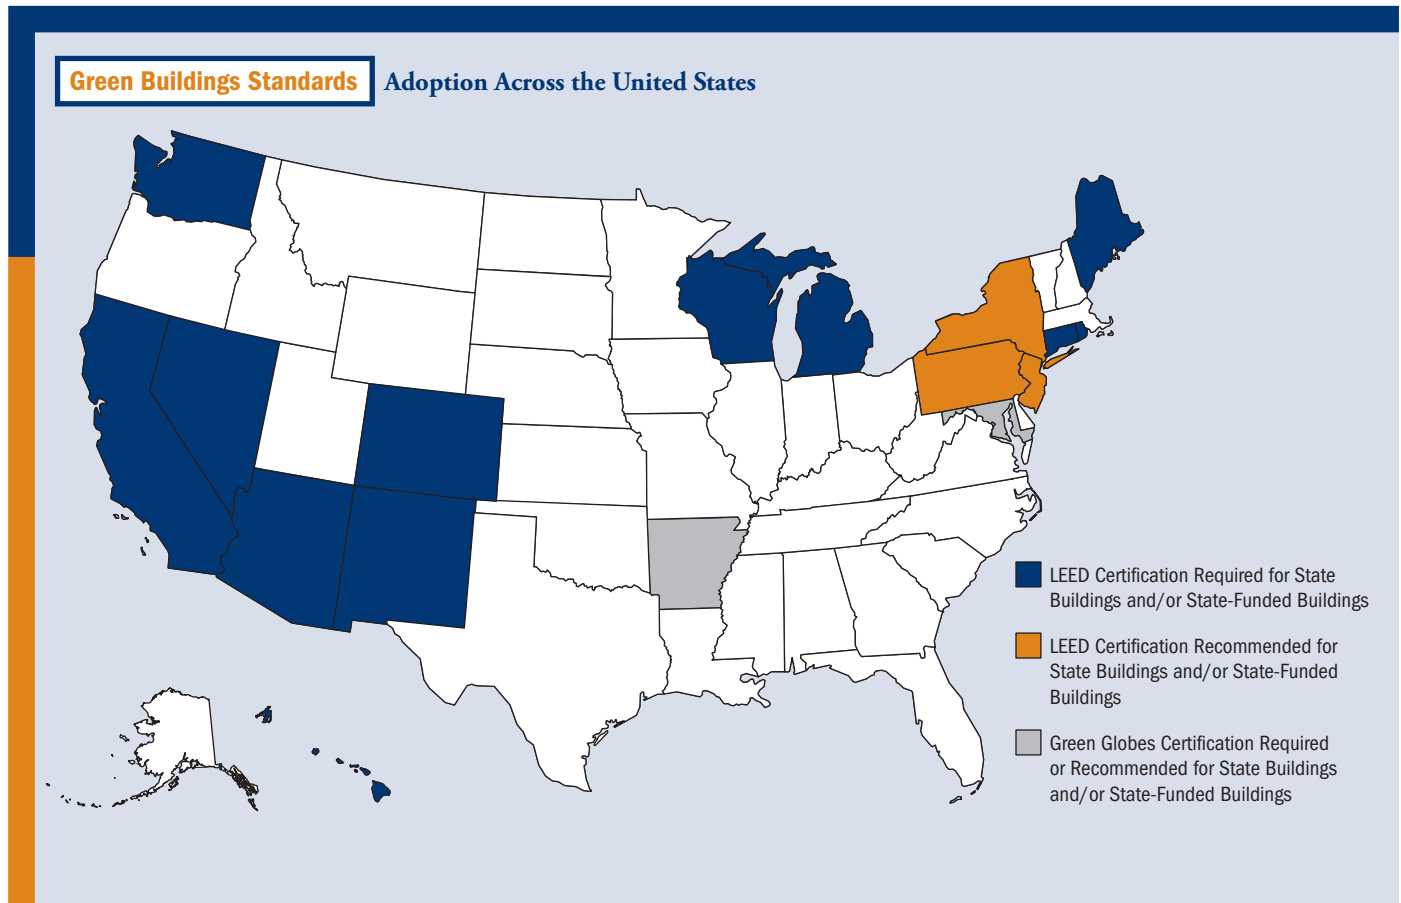 Green Buildings Standards Adoption Across the United States
LEED Certification Required for State
Buildings and/or State-Funded Buildings
LEED Certification Recommended for
State Buildings and/or State-Funded
Buildings
Green Globes Certification Required
or Recommended for State Buildings
and/or State-Funded Buildings